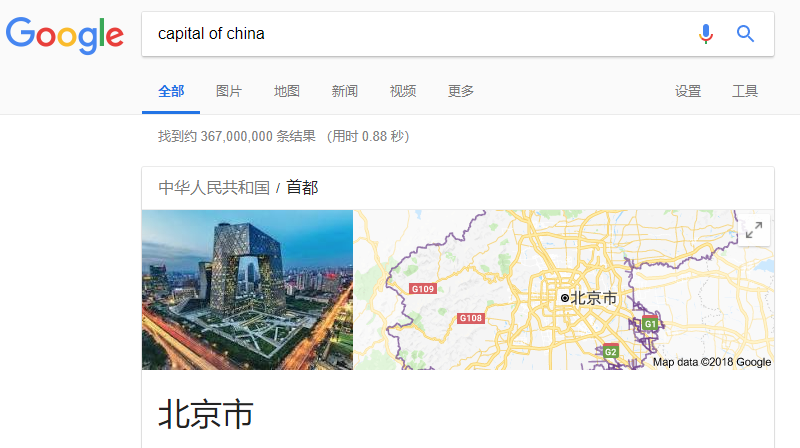 Google
capital of china
全部 图片 地图 新闻 视频 更多 设置 工具
找到约 367,000,000 条结果 （用时 0.88 秒）
中华人民共和国 / 首都
G109
北京市
G108
G1
G2
Map data ©2018 Google
北京市